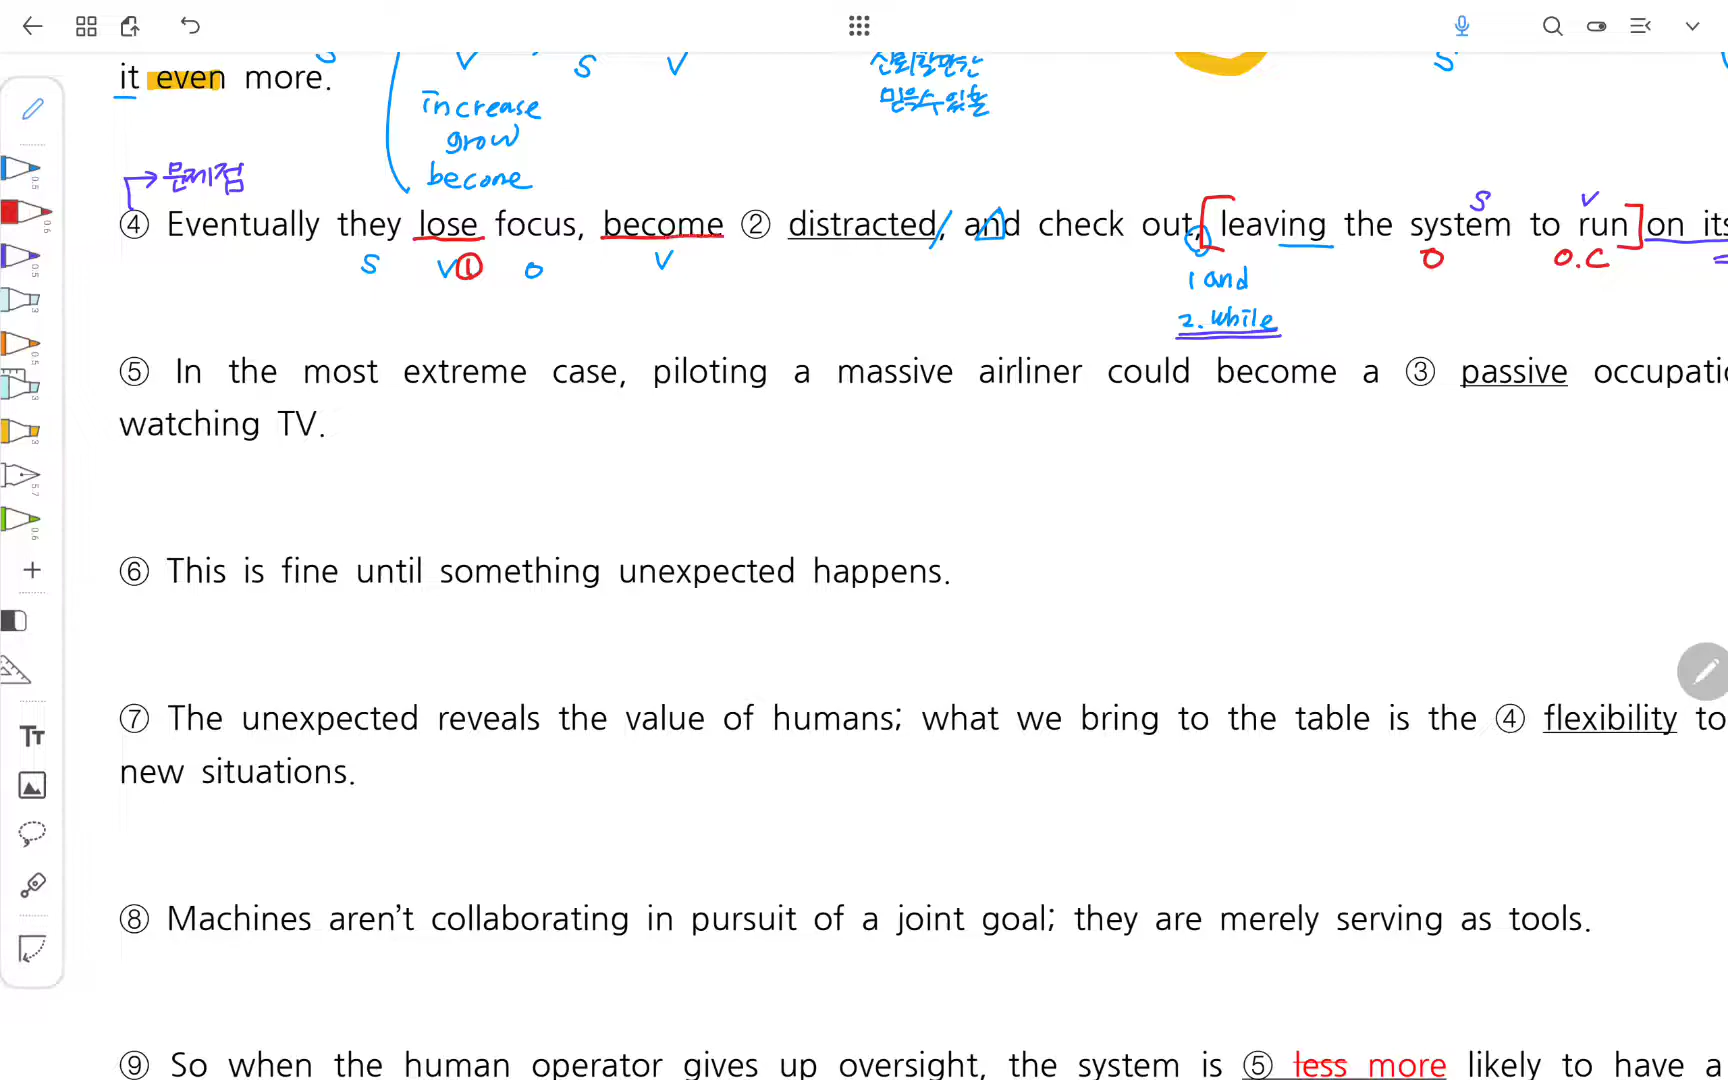 it even more.
S V S V 신뢰할만한 S
increase 믿을수있는
grow
become
→ 문제점
S V
④ Eventually they lose focus, become ② distracted, and check out, leaving the system to run on its
S V ① O V O O.C
1 and
2. while
⑤ In the most extreme case, piloting a massive airliner could become a ③ passive
watching TV.
⑥ This is fine until something unexpected happens.
⑦ The unexpected reveals the value of humans; what we bring to the table is the ④ flexibility to
new situations.
⑧ Machines aren't collaborating in pursuit of a joint goal; they are merely serving as tools.
⑨ So when the human operator gives up oversight, the system is ⑤ less more likely to have a